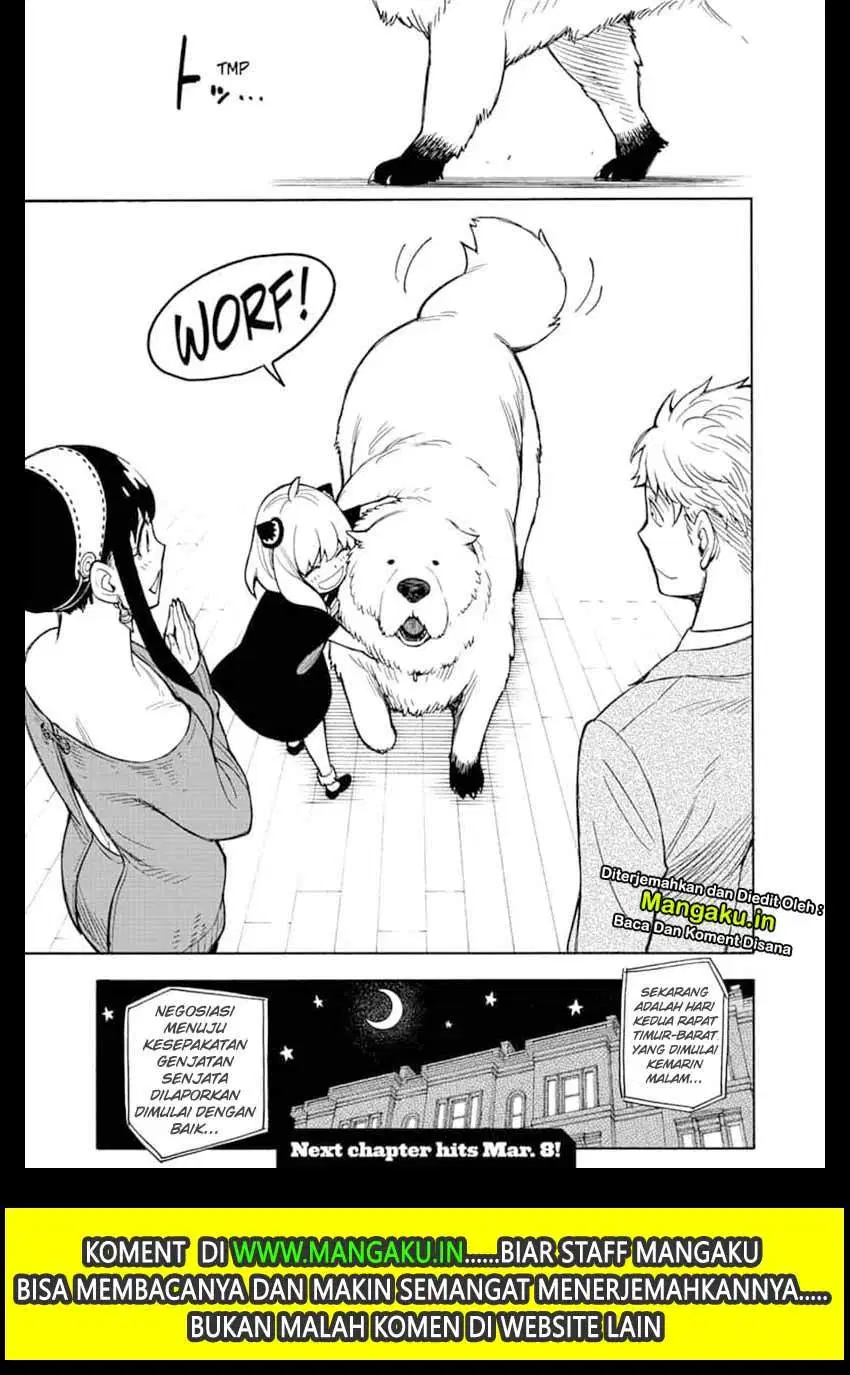 TMP
トッ...
WORF!
Diterjemahkan dan Diedit Oleh :
Mangaku.in
Baca Dan Koment Disana
SEKARANG
ADALAH HARI
KEDUA RAPAT
TIMUR-BARAT
YANG DIMULAI
KEMARIN
MALAM...
NEGOSIASI
MENUJU
KESEPAKATAN
GENJATAN
SENJATA
DILAPORKAN
DIMULAI DENGAN
BAIK...
Next chapter hits Mar. 8!
KOMENT DI WWW.MANGAKU.IN......BIAR STAFF MANGAKU
BISA MEMBACANYA DAN MAKIN SEMANGAT MENERJEMAHKANNYA.....
BUKAN MALAH KOMEN DI WEBSITE LAIN